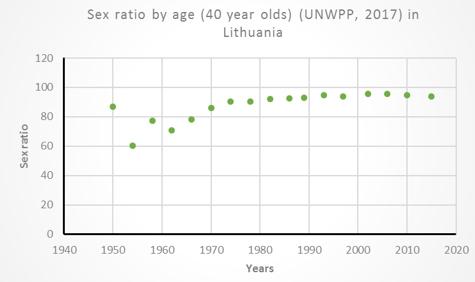 Sex ratio by age (40 year olds) (UNWPP, 2017) in
Lithuania
120
100
80
60
40
20
0
Sex ratio
1940 1950 1960 1970 1980 1990 2000 2010 2020
Years